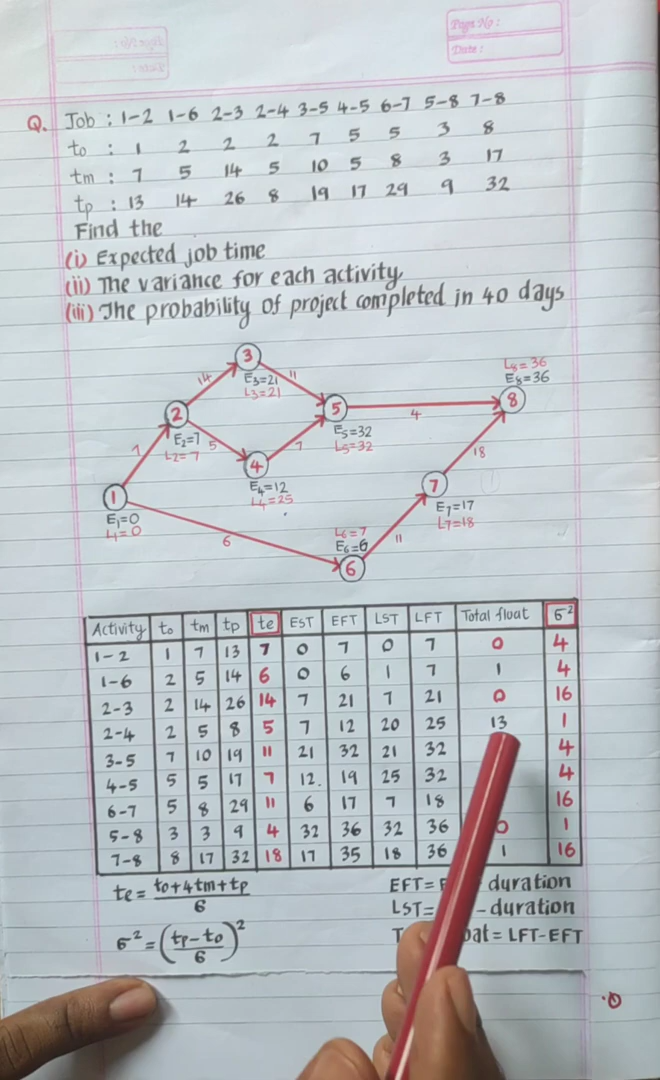 Page No :
Date :
Q. Job : 1-2 1-6 2-3 2-4 3-5 4-5 6-7 5-8 7-8
to : 1 2 2 2 7 5 5 3 8
tm : 7 5 14 5 10 5 8 3 17
tp : 13 14 26 8 19 17 29 9 32
Find the
(i) Expected job time
(ii) The variance for each activity
(iii) The probability of project completed in 40 days
3
L8=36
E8=36
14
11
E3=21
L3=21
8
2
5
4
E2=7
L2=7
5
E5=32
L5=32
7
7
4
18
E4=12
L4=25
7
1
E7=17
L7=18
E1=0
L1=0
6
L6=7
E6=6
11
6
Activity to tm tp te EST EFT LST LFT Total float σ²
1-2 1 7 13 7 0 7 0 7 0 4
1-6 2 5 14 6 0 6 1 7 1 4
2-3 2 14 26 14 7 21 7 21 0 16
2-4 2 5 8 5 7 12 20 25 13 1
3-5 7 10 19 11 21 32 21 32 4
4-5 5 5 17 7 12 19 25 32 4
6-7 5 8 29 11 6 17 7 18 16
5-8 3 3 9 4 32 36 32 36 0 1
7-8 8 17 32 18 17 35 18 36 1 16
te = to+4tm+tp / 6
EFT = duration
LST = - duration
σ² = (tp-to / 6)²
= LFT-EFT